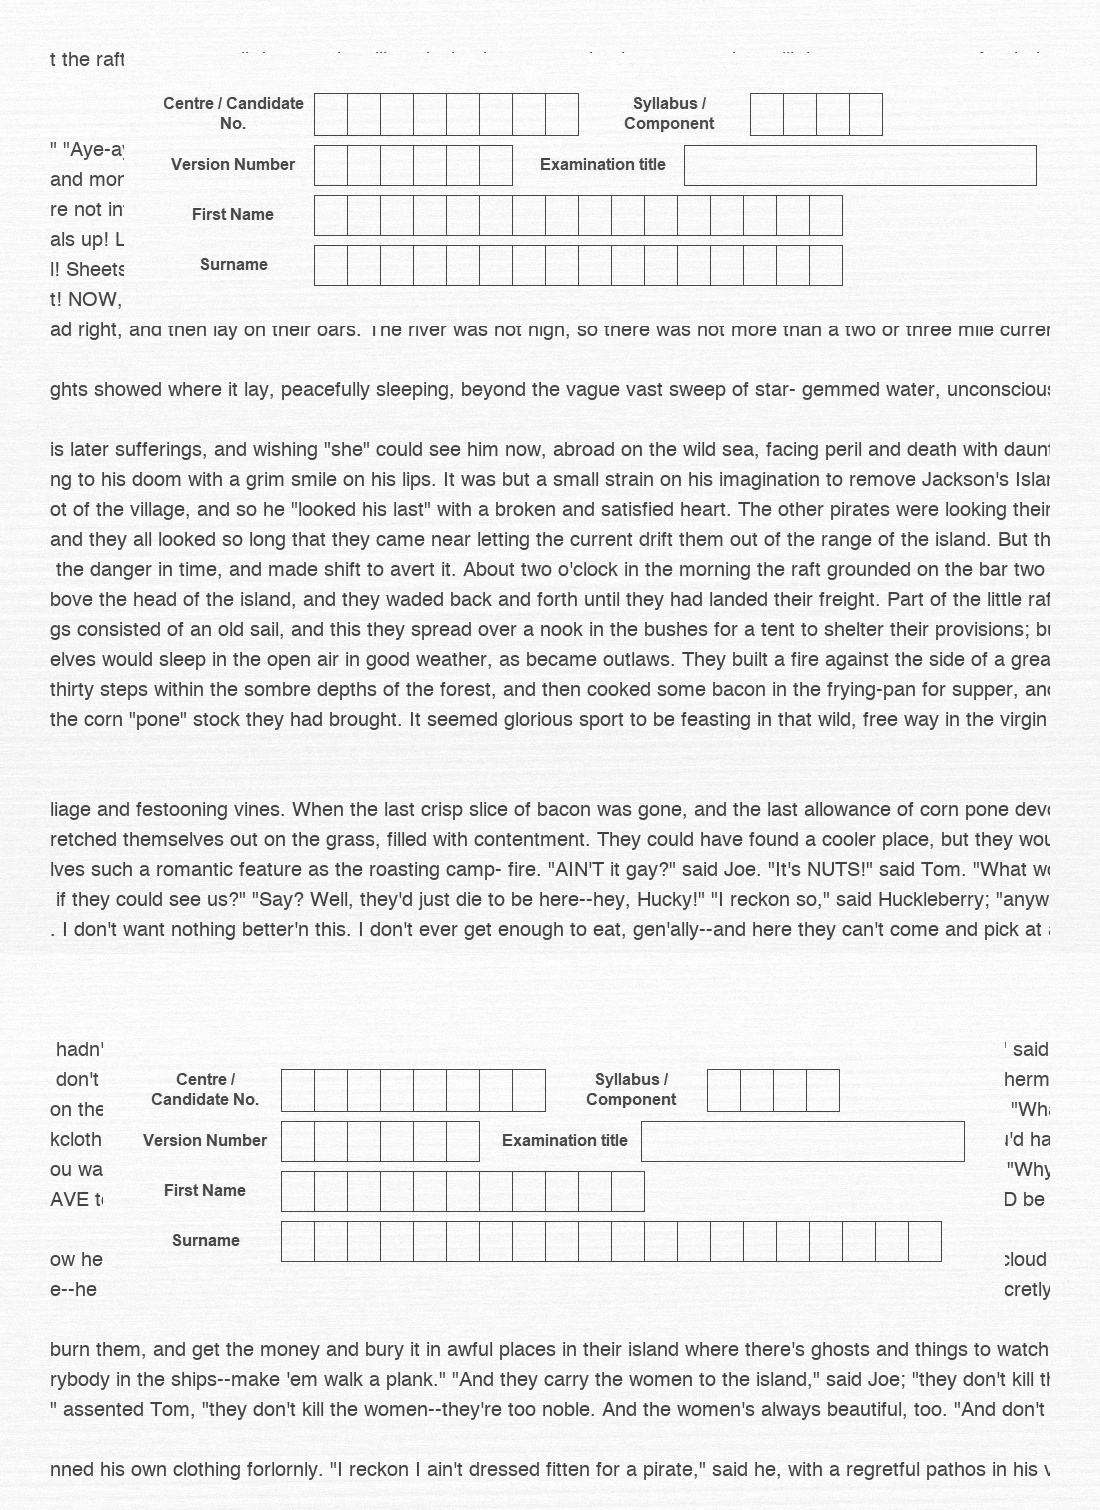 t the raft
Centre / Candidate No.
Syllabus / Component
" "Aye-ay
Version Number
Examination title
and mor
re not in
First Name
als up! L
l! Sheets
Surname
t! NOW,
ad right, and then lay on their oars. The river was not high, so there was not more than a two or three mile curren
ghts showed where it lay, peacefully sleeping, beyond the vague vast sweep of star- gemmed water, unconscious
is later sufferings, and wishing "she" could see him now, abroad on the wild sea, facing peril and death with daunt
ng to his doom with a grim smile on his lips. It was but a small strain on his imagination to remove Jackson's Islan
ot of the village, and so he "looked his last" with a broken and satisfied heart. The other pirates were looking their
and they all looked so long that they came near letting the current drift them out of the range of the island. But th
the danger in time, and made shift to avert it. About two o'clock in the morning the raft grounded on the bar two
bove the head of the island, and they waded back and forth until they had landed their freight. Part of the little raf
gs consisted of an old sail, and this they spread over a nook in the bushes for a tent to shelter their provisions; bu
elves would sleep in the open air in good weather, as became outlaws. They built a fire against the side of a grea
thirty steps within the sombre depths of the forest, and then cooked some bacon in the frying-pan for supper, and
the corn "pone" stock they had brought. It seemed glorious sport to be feasting in that wild, free way in the virgin
liage and festooning vines. When the last crisp slice of bacon was gone, and the last allowance of corn pone devo
retched themselves out on the grass, filled with contentment. They could have found a cooler place, but they wou
lves such a romantic feature as the roasting camp- fire. "AIN'T it gay?" said Joe. "It's NUTS!" said Tom. "What wo
if they could see us?" "Say? Well, they'd just die to be here--hey, Hucky!" "I reckon so," said Huckleberry; "anyw
. I don't want nothing better'n this. I don't ever get enough to eat, gen'ally--and here they can't come and pick at a
hadn' ' said
Centre / Candidate No.
Syllabus / Component
don't herm
on the "Wha
Version Number
Examination title
kcloth u'd ha
ou wa "Why
First Name
AVE to D be
Surname
ow he cloud
e--he cretly
burn them, and get the money and bury it in awful places in their island where there's ghosts and things to watch
rybody in the ships--make 'em walk a plank." "And they carry the women to the island," said Joe; "they don't kill th
" assented Tom, "they don't kill the women--they're too noble. And the women's always beautiful, too. "And don't
nned his own clothing forlornly. "I reckon I ain't dressed fitten for a pirate," said he, with a regretful pathos in his v